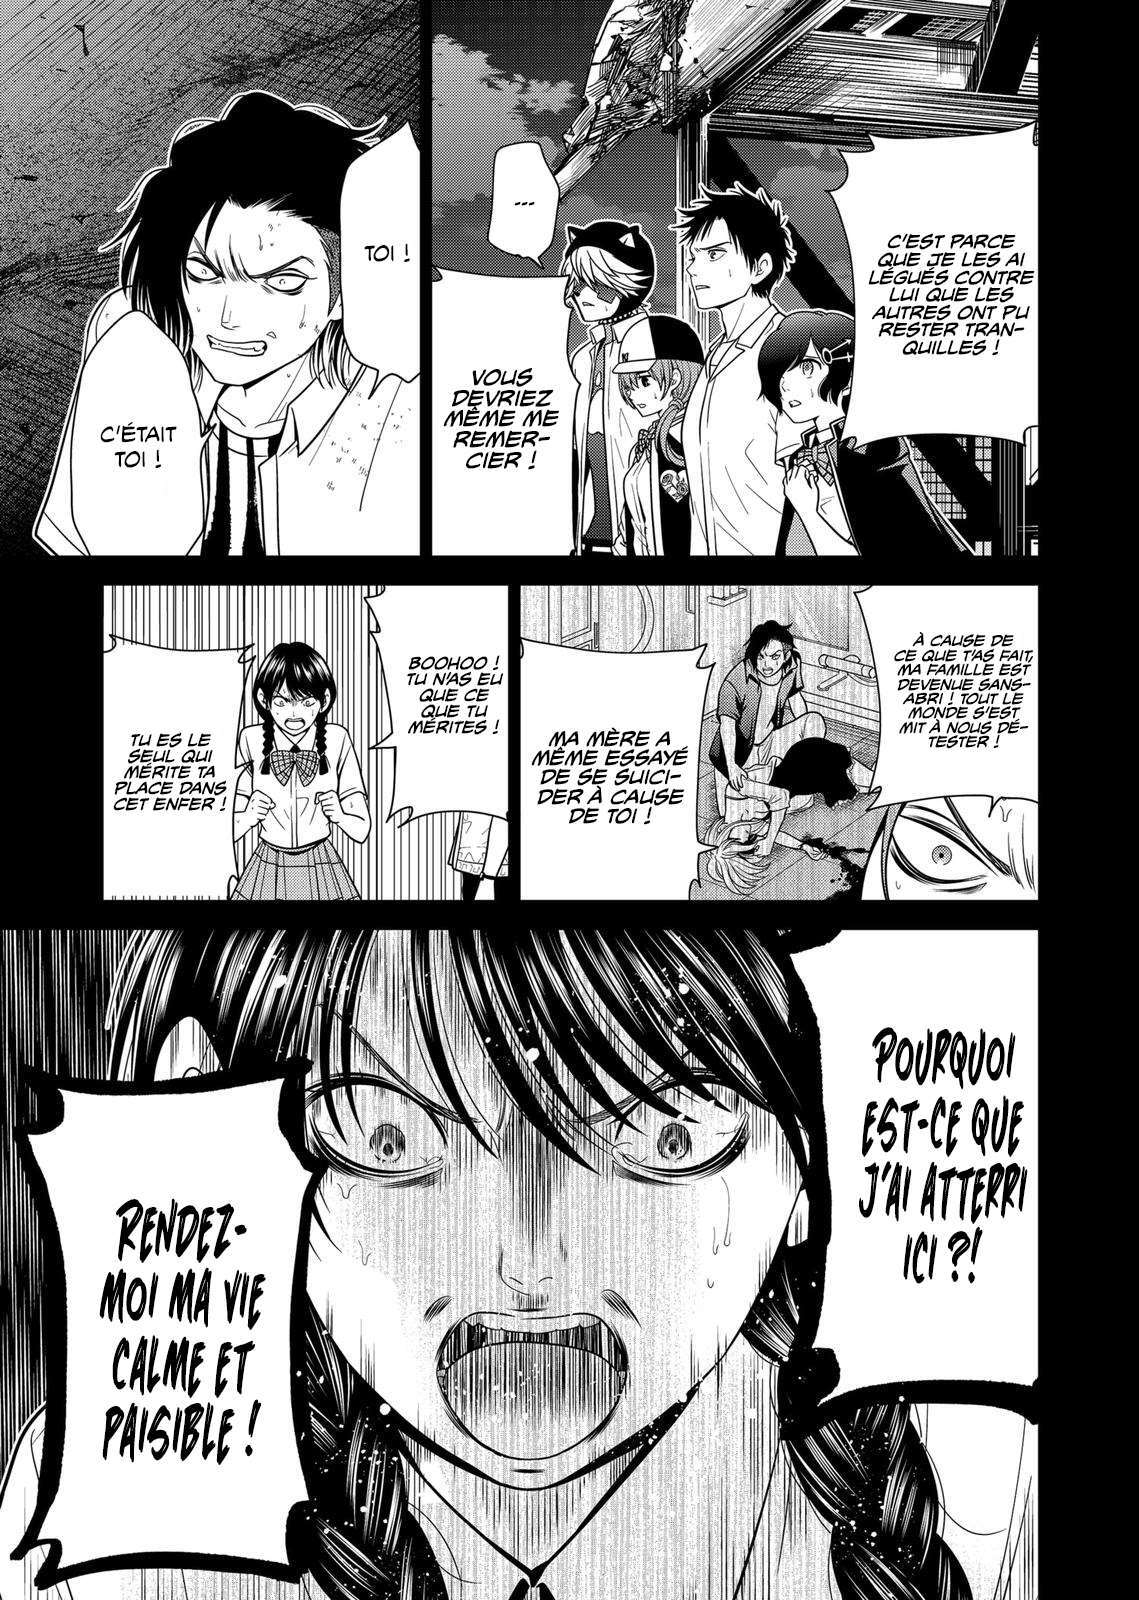 C'EST PARCE
QUE JE LES AI
LÉGUÉS CONTRE
LUI QUE LES
AUTRES ONT PU
RESTER TRAN-
QUILLES !
...
VOUS
DEVRIEZ
MÊME ME
REMER-
CIER !
TOI !
C'ÉTAIT
TOI !
À CAUSE DE
CE QUE T'AS FAIT,
MA FAMILLE EST
DEVENUE SANS-
ABRI ! TOUT LE
MONDE S'EST
MIT À NOUS DÉ-
TESTER !
MA MÈRE A
MÊME ESSAYÉ
DE SE SUICI-
DER À CAUSE
DE TOI !
BOOHOO !
TU N'AS EU
QUE CE
QUE TU
MÉRITES !
TU ES LE
SEUL QUI
MÉRITE TA
PLACE DANS
CET ENFER !
POURQUOI
EST-CE QUE
J'AI ATTERRI
ICI ?!
RENDEZ-
MOI MA VIE
CALME ET
PAISIBLE !